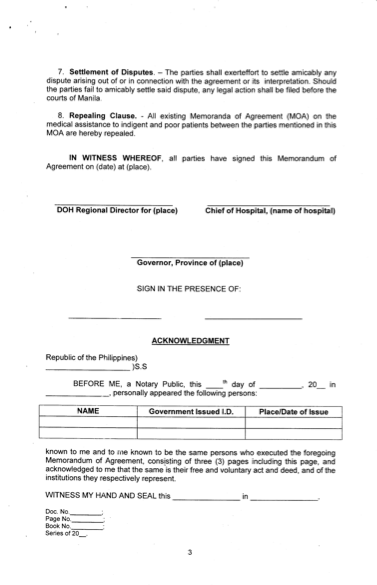 7. Settlement of Disputes. – The parties shall exerteffort to settle amicably any
dispute arising out of or in connection with the agreement or its interpretation. Should
the parties fail to amicably settle said dispute, any legal action shall be filed before the
courts of Manila.
8. Repealing Clause. - All existing Memoranda of Agreement (MOA) on the
medical assistance to indigent and poor patients between the parties mentioned in this
MOA are hereby repealed.
IN WITNESS WHEREOF, all parties have signed this Memorandum of
Agreement on (date) at (place).
DOH Regional Director for (place) Chief of Hospital, (name of hospital)
Governor, Province of (place)
SIGN IN THE PRESENCE OF:
ACKNOWLEDGMENT
Republic of the Philippines)
____________________ )S.S
BEFORE ME, a Notary Public, this ____th day of __________, 20__ in
_______________, personally appeared the following persons:
NAME Government Issued I.D. Place/Date of Issue
known to me and to me known to be the same persons who executed the foregoing
Memorandum of Agreement, consisting of three (3) pages including this page, and
acknowledged to me that the same is their free and voluntary act and deed, and of the
institutions they respectively represent.
WITNESS MY HAND AND SEAL this ________________ in ________________.
Doc. No.________;
Page No.________;
Book No.________;
Series of 20__.
3